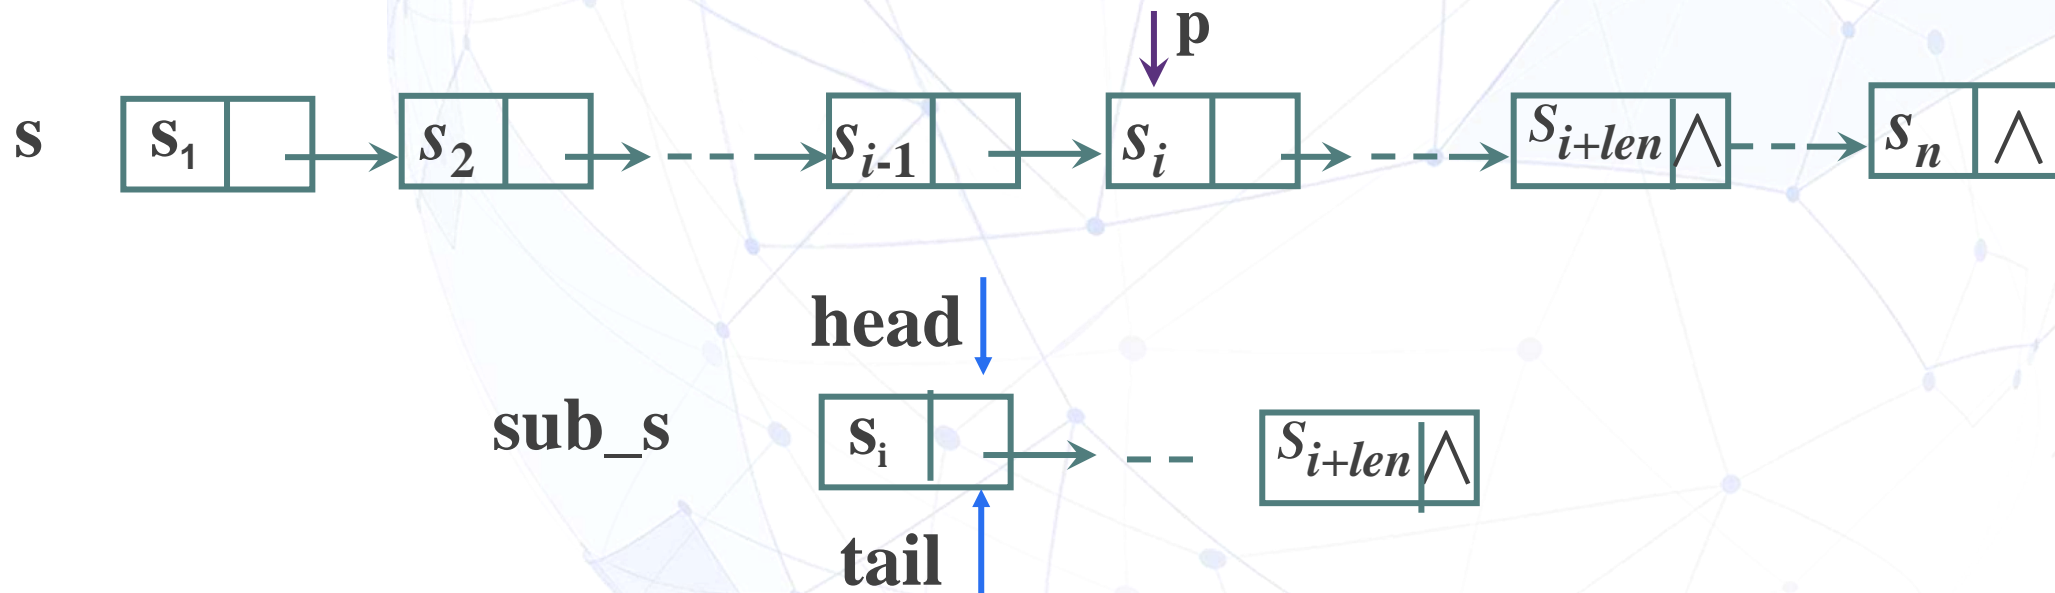 p
s s₁ s₂ sᵢ₋₁ sᵢ Sᵢ₊ₗₑₙ ∧ sₙ ∧
head
sub_s sᵢ Sᵢ₊ₗₑₙ ∧
tail